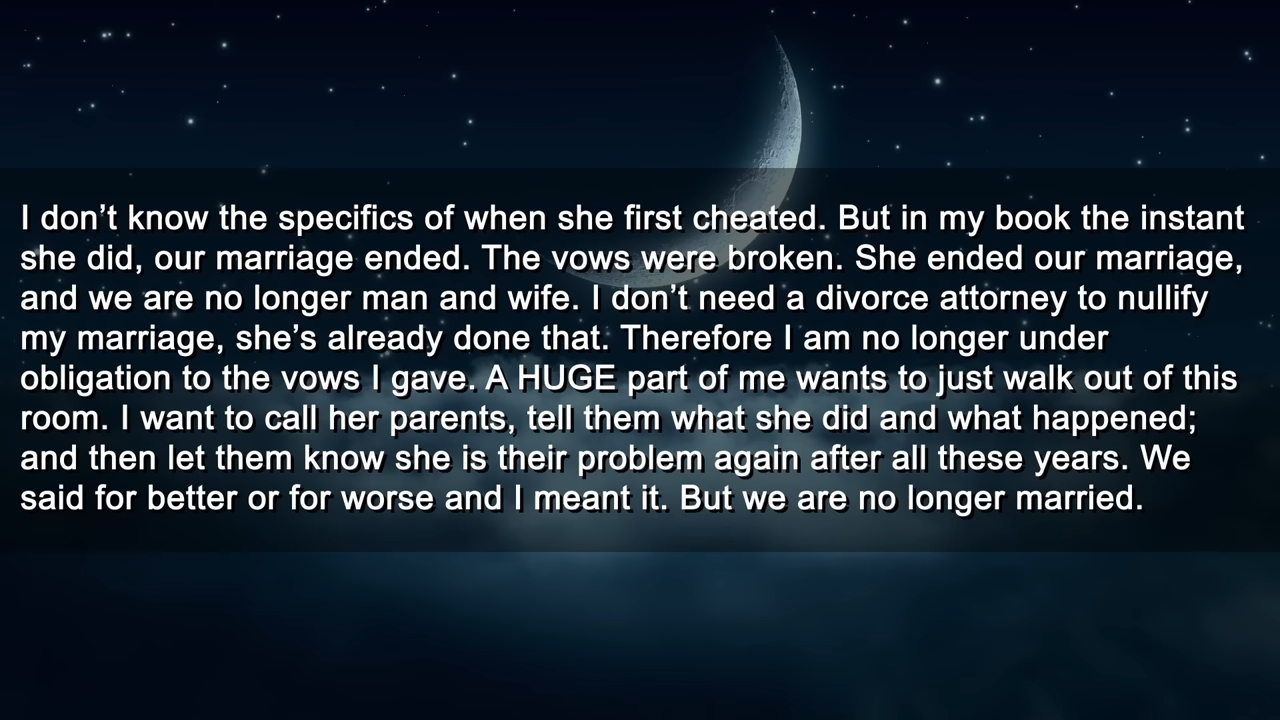 I don’t know the specifics of when she first cheated. But in my book the instant
she did, our marriage ended. The vows were broken. She ended our marriage,
and we are no longer man and wife. I don’t need a divorce attorney to nullify
my marriage, she’s already done that. Therefore I am no longer under
obligation to the vows I gave. A HUGE part of me wants to just walk out of this
room. I want to call her parents, tell them what she did and what happened;
and then let them know she is their problem again after all these years. We
said for better or for worse and I meant it. But we are no longer married.